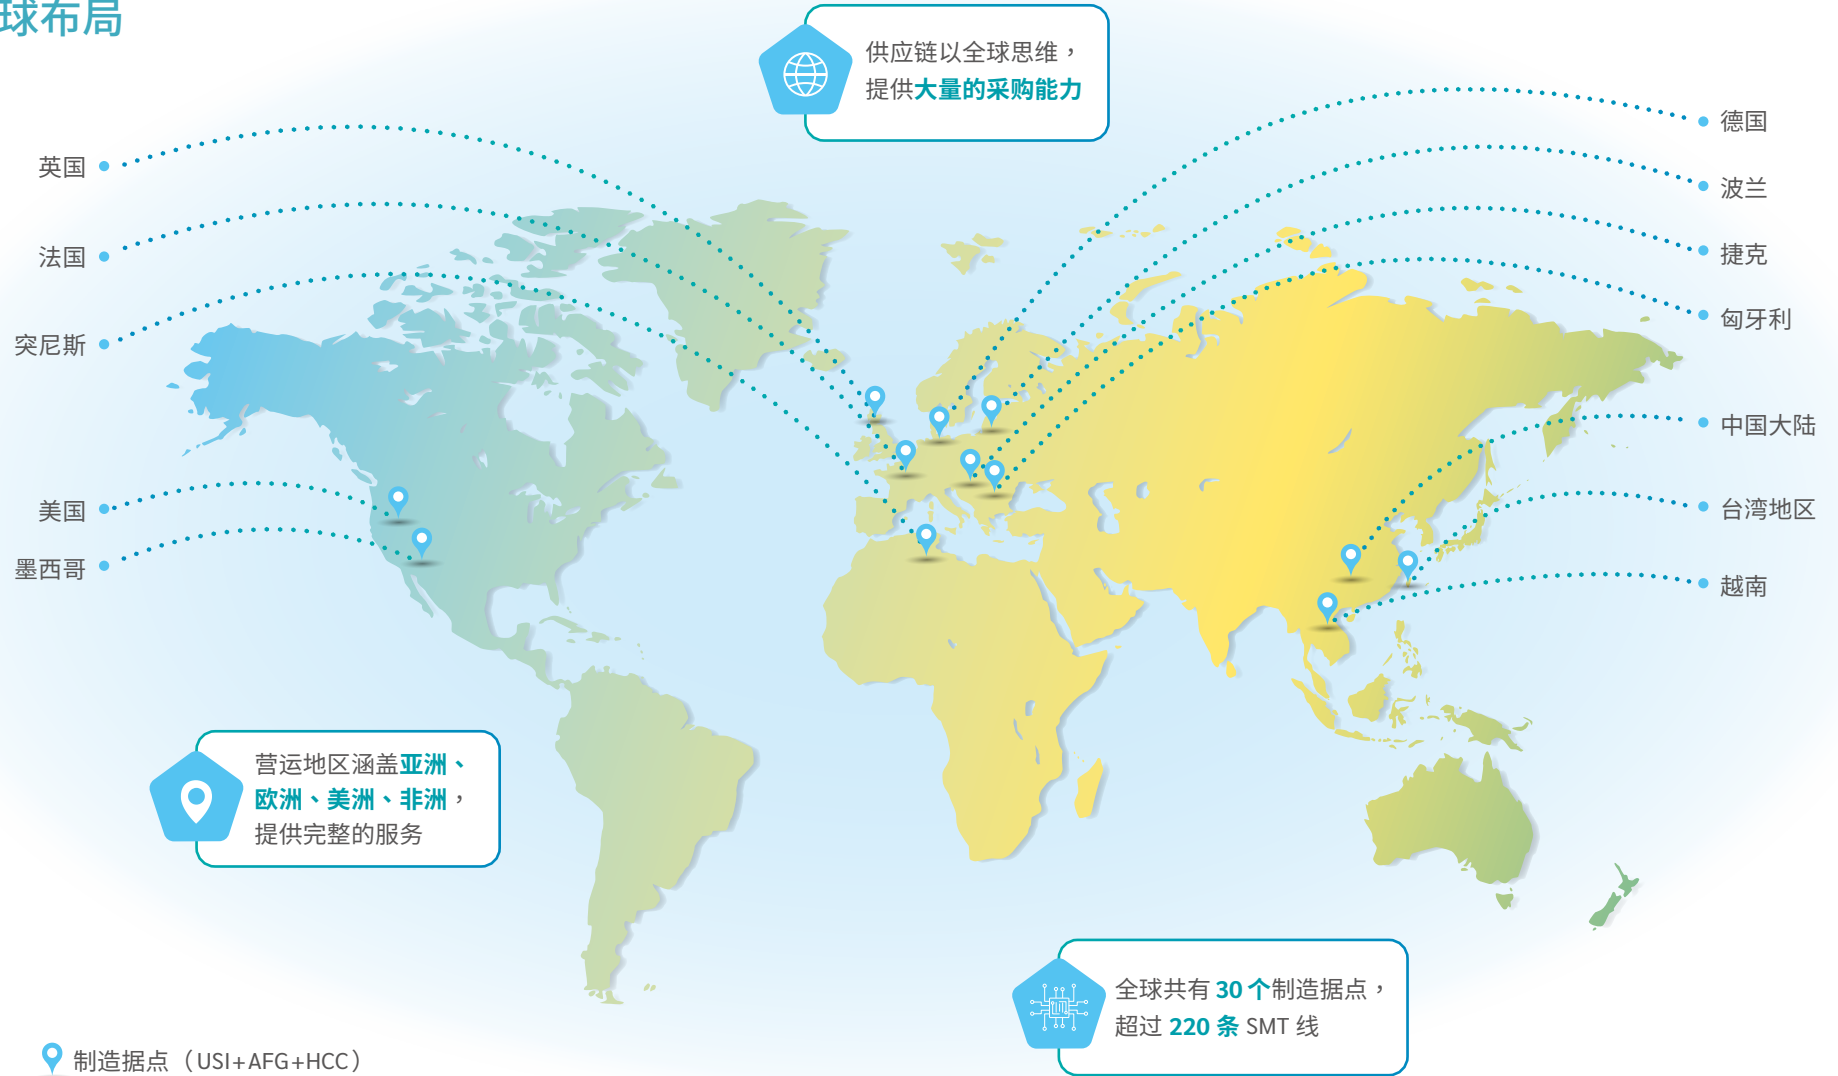 球布局
供应链以全球思维，
提供大量的采购能力
英国
法国
突尼斯
美国
墨西哥
德国
波兰
捷克
匈牙利
中国大陆
台湾地区
越南
营运地区涵盖亚洲、
欧洲、美洲、非洲，
提供完整的服务
全球共有 30 个制造据点，
超过 220 条 SMT 线
制造据点（USI+AFG+HCC）